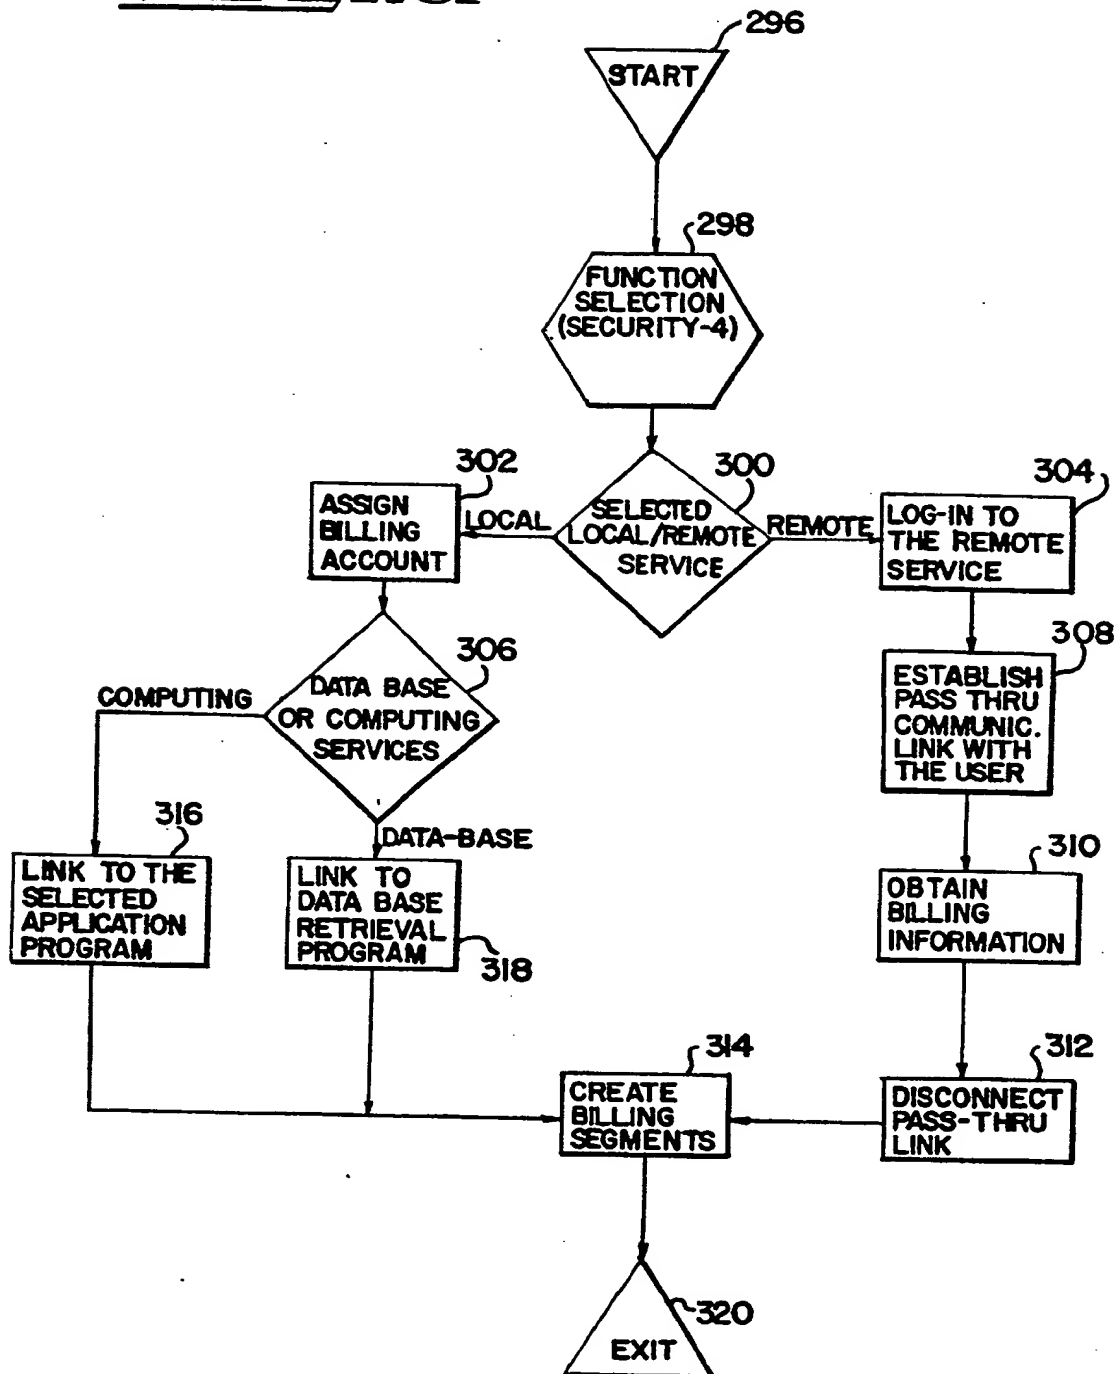 296
START
298
FUNCTION
SELECTION
(SECURITY-4)
302
ASSIGN
BILLING
ACCOUNT
LOCAL
300
SELECTED
LOCAL/REMOTE
SERVICE
REMOTE
304
LOG-IN TO
THE REMOTE
SERVICE
306
DATA BASE
OR COMPUTING
SERVICES
COMPUTING
308
ESTABLISH
PASS THRU
COMMUNIC.
LINK WITH
THE USER
316
LINK TO THE
SELECTED
APPLICATION
PROGRAM
DATA-BASE
LINK TO
DATA BASE
RETRIEVAL
PROGRAM
318
310
OBTAIN
BILLING
INFORMATION
314
CREATE
BILLING
SEGMENTS
312
DISCONNECT
PASS-THRU
LINK
320
EXIT